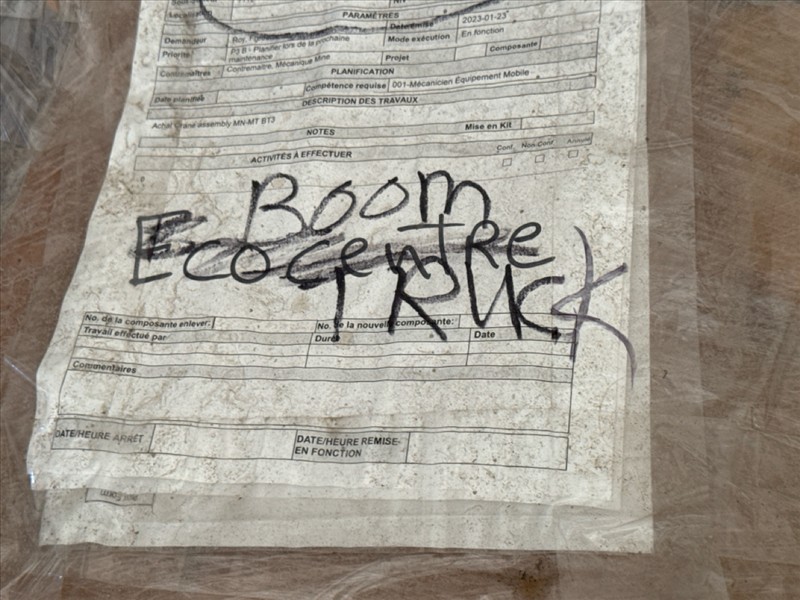 PARAMÈTRES
Date émise 2023-01-23
Demandeur Roy,
Mode exécution En fonction
Priorité P3 B - Planifier lors de la prochaine maintenance
Projet Composante
Contremaîtres Contremaître, Mécanique Mine
PLANIFICATION
Date planifiée Compétence requise 001-Mécanicien Équipement Mobile
DESCRIPTION DES TRAVAUX
Achat Crane assembly MN-MT BT3 Mise en Kit
NOTES
ACTIVITÉS À EFFECTUER Conf. Non-Conf Annulé
BOOM
Ecocentre
TRUCK
No. de la composante enlever: No. de la nouvelle composante:
Travail effectué par Durée Date
Commentaires
DATE/HEURE ARRÊT DATE/HEURE REMISE-
EN FONCTION